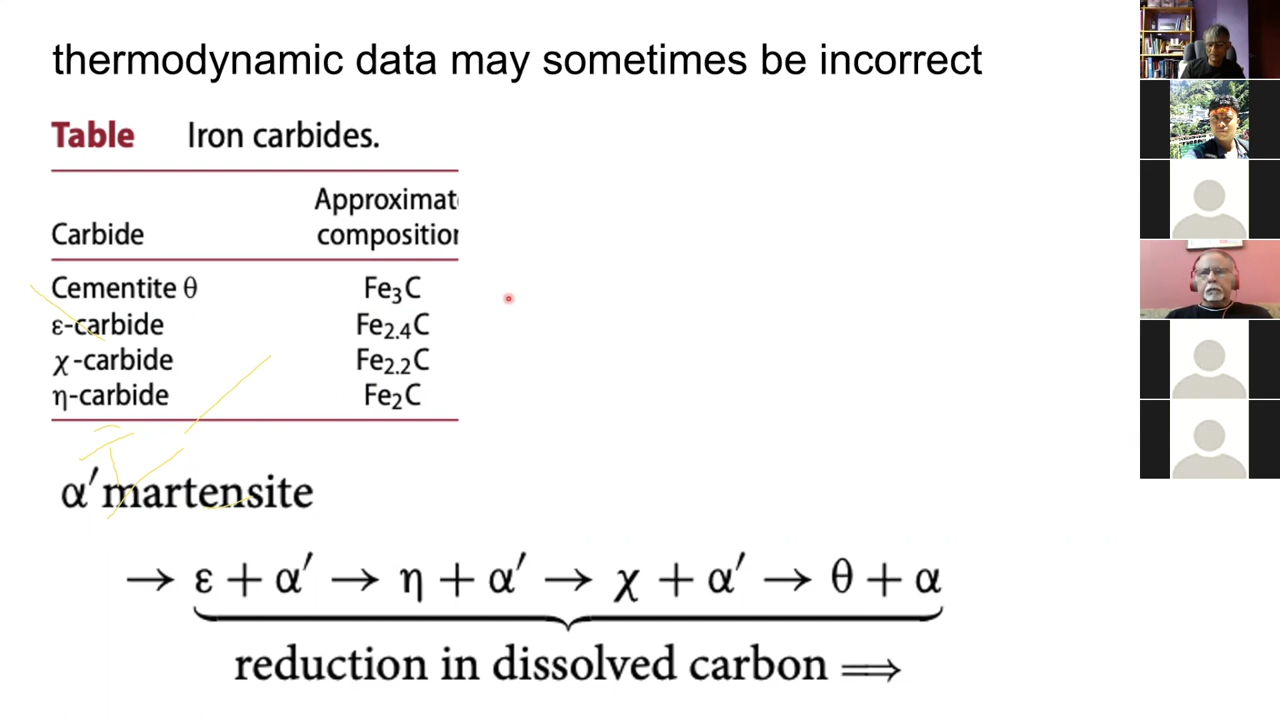 thermodynamic data may sometimes be incorrect
Table Iron carbides.
Approximat
Carbide compositio
Cementite θ Fe₃C
ε-carbide Fe₂.₄C
χ-carbide Fe₂.₂C
η-carbide Fe₂C
α′ martensite
→ ε + α′ → η + α′ → χ + α′ → θ + α
reduction in dissolved carbon ⟹